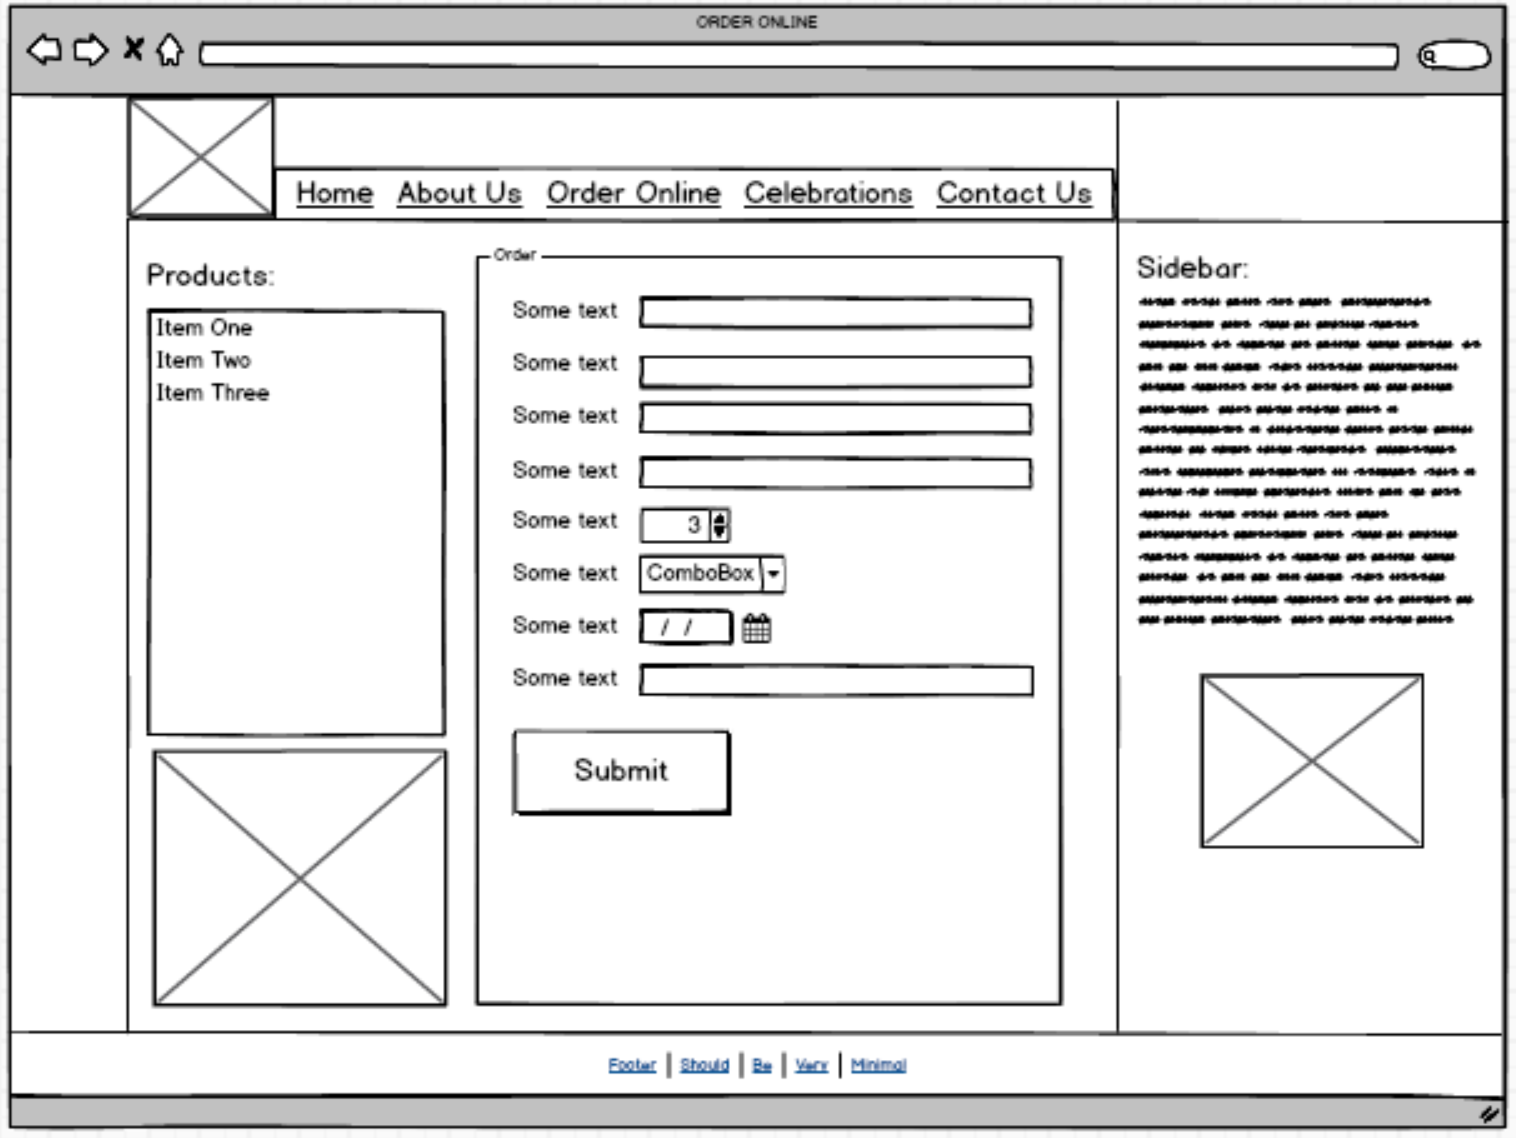 ORDER ONLINE
Home About Us Order Online Celebrations Contact Us
Products:
Item One
Item Two
Item Three
Order
Some text
Some text
Some text
Some text
Some text 3
Some text ComboBox
Some text / /
Some text
Submit
Sidebar:
Footer | Should | Be | Very | Minimal